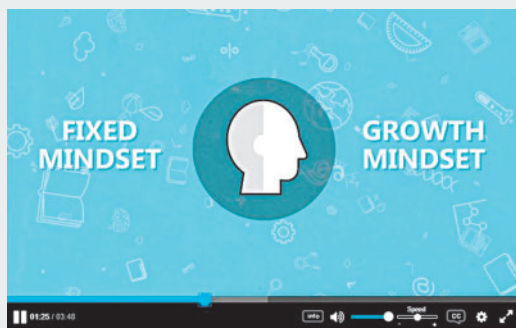 FIXED
MINDSET
GROWTH
MINDSET
01:25 / 03:48
Info
Speed
CC